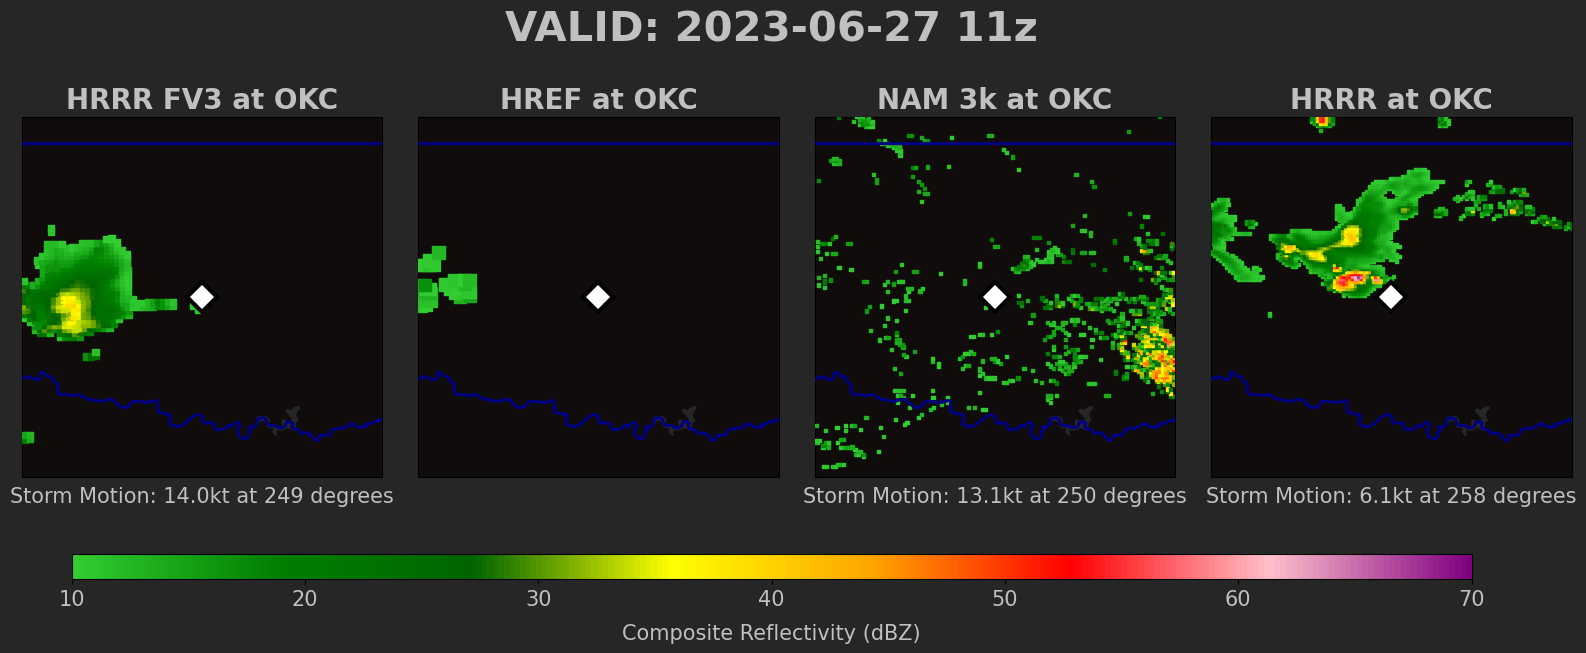 VALID: 2023-06-27 11z
HRRR FV3 at OKC
HREF at OKC
NAM 3k at OKC
HRRR at OKC
Storm Motion: 14.0kt at 249 degrees
Storm Motion: 13.1kt at 250 degrees
Storm Motion: 6.1kt at 258 degrees
10 20 30 40 50 60 70
Composite Reflectivity (dBZ)